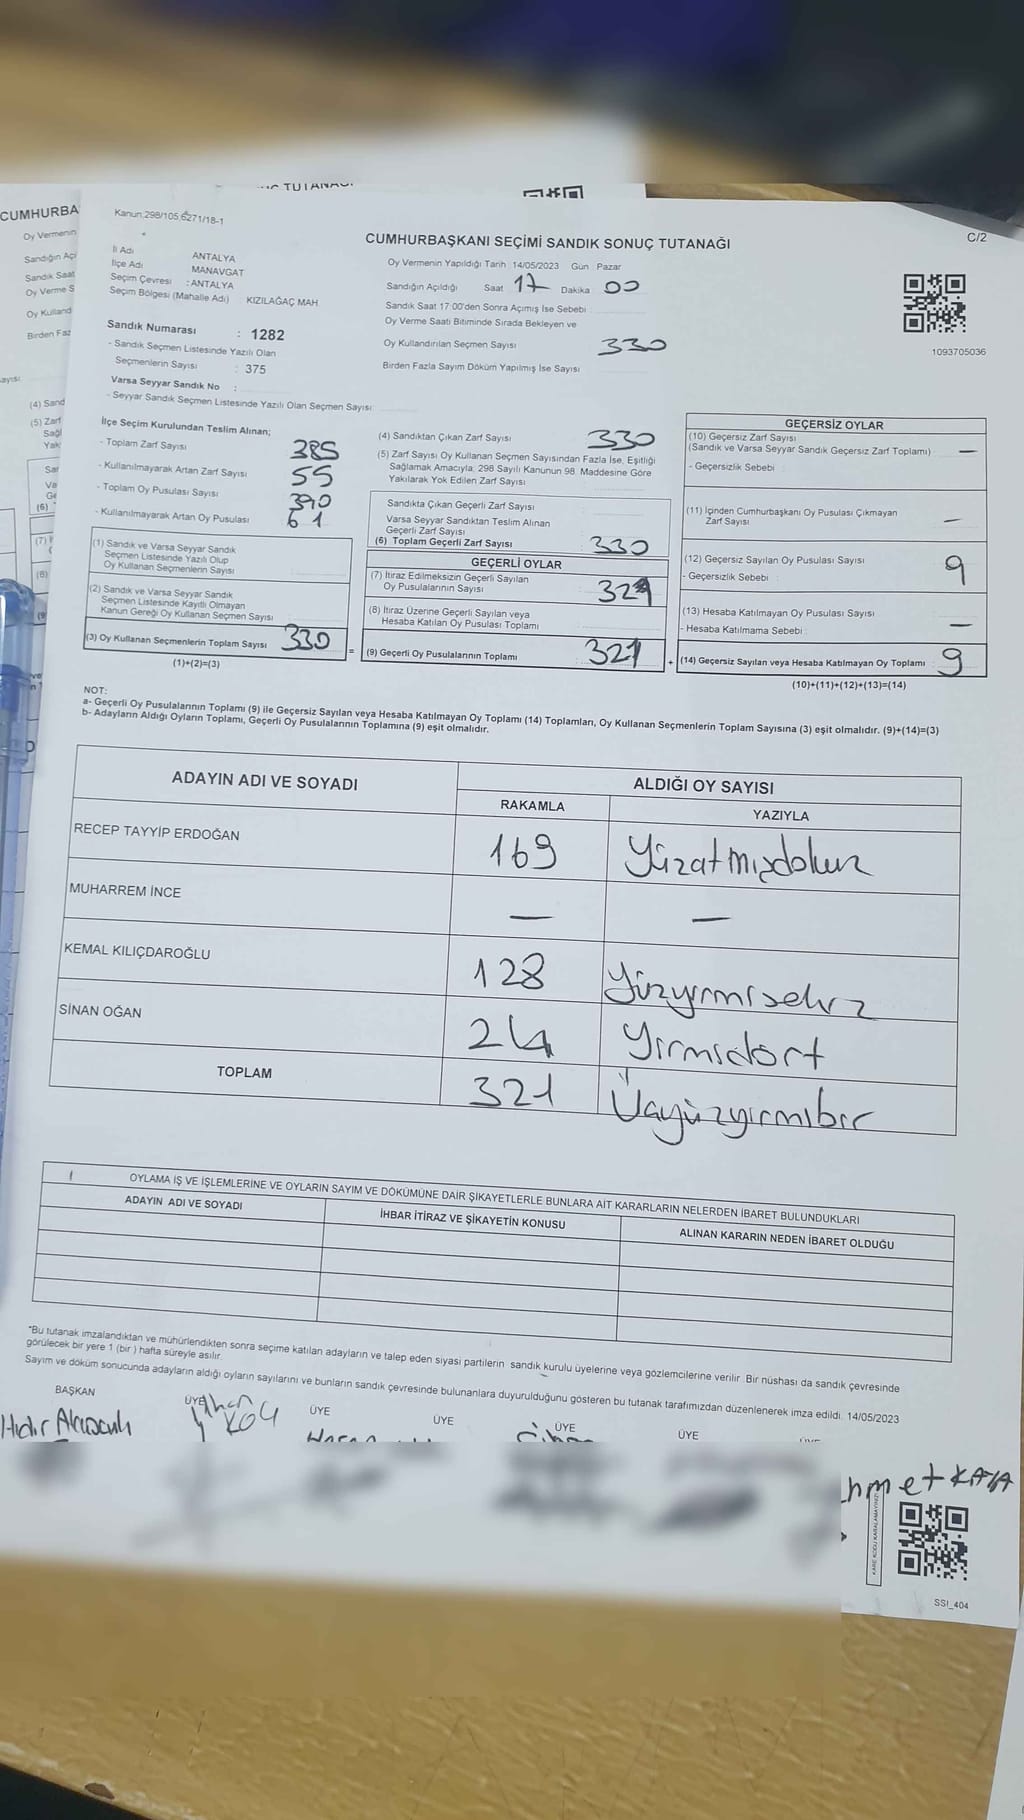 CUMHURBA
Oy Vermenin
Sandığın Açı
Sandık Saat
Oy Verme S
Oy Kulland
Birden Faz
Kanun:298/105,6271/18-1
C/2
CUMHURBAŞKANI SEÇİMİ SANDIK SONUÇ TUTANAĞI
İl Adı ANTALYA
İlçe Adı MANAVGAT
Seçim Çevresi : ANTALYA
Seçim Bölgesi (Mahalle Adı) KIZILAĞAÇ MAH.
Oy Vermenin Yapıldığı Tarih 14/05/2023 Gün Pazar
Sandığın Açıldığı Saat 17 Dakika 00
Sandık Saat 17:00'den Sonra Açımış İse Sebebi
Oy Verme Saati Bitiminde Sırada Bekleyen ve
Oy Kullandırılan Seçmen Sayısı 330
Birden Fazla Sayım Döküm Yapılmış İse Sayısı
1093705036
Sandık Numarası : 1282
- Sandık Seçmen Listesinde Yazılı Olan
Seçmenlerin Sayısı : 375
Varsa Seyyar Sandık No :
- Seyyar Sandık Seçmen Listesinde Yazılı Olan Seçmen Sayısı:
İlçe Seçim Kurulundan Teslim Alınan;
- Toplam Zarf Sayısı 385
- Kullanılmayarak Artan Zarf Sayısı 55
- Toplam Oy Pusulası Sayısı 390
- Kullanılmayarak Artan Oy Pusulası 61
(1) Sandık ve Varsa Seyyar Sandık
Seçmen Listesinde Yazılı Olup
Oy Kullanan Seçmenlerin Sayısı
(2) Sandık ve Varsa Seyyar Sandık
Seçmen Listesinde Kayıtlı Olmayan
Kanun Gereği Oy Kullanan Seçmen Sayısı
(3) Oy Kullanan Seçmenlerin Toplam Sayısı 330
(1)+(2)=(3)
(4) Sandıktan Çıkan Zarf Sayısı 330
(5) Zarf Sayısı Oy Kullanan Seçmen Sayısından Fazla İse, Eşitliği
Sağlamak Amacıyla, 298 Sayılı Kanunun 98. Maddesine Göre
Yakılarak Yok Edilen Zarf Sayısı
Sandıkta Çıkan Geçerli Zarf Sayısı
Varsa Seyyar Sandıktan Teslim Alınan
Geçerli Zarf Sayısı
(6) Toplam Geçerli Zarf Sayısı 330
GEÇERLİ OYLAR
(7) İtiraz Edilmeksizin Geçerli Sayılan
Oy Pusulalarının Sayısı 321
(8) İtiraz Üzerine Geçerli Sayılan veya
Hesaba Katılan Oy Pusulası Toplamı
= (9) Geçerli Oy Pusulalarının Toplamı 321
GEÇERSİZ OYLAR
(10) Geçersiz Zarf Sayısı
(Sandık ve Varsa Seyyar Sandık Geçersiz Zarf Toplamı) —
- Geçersizlik Sebebi
(11) İçinden Cumhurbaşkanı Oy Pusulası Çıkmayan
Zarf Sayısı —
(12) Geçersiz Sayılan Oy Pusulası Sayısı 9
- Geçersizlik Sebebi :
(13) Hesaba Katılmayan Oy Pusulası Sayısı —
- Hesaba Katılmama Sebebi
+ (14) Geçersiz Sayılan veya Hesaba Katılmayan Oy Toplamı 9
(10)+(11)+(12)+(13)=(14)
NOT:
a- Geçerli Oy Pusulalarının Toplamı (9) ile Geçersiz Sayılan veya Hesaba Katılmayan Oy Toplamı (14) Toplamları, Oy Kullanan Seçmenlerin Toplam Sayısına (3) eşit olmalıdır. (9)+(14)=(3)
b- Adayların Aldığı Oyların Toplamı, Geçerli Oy Pusulalarının Toplamına (9) eşit olmalıdır.
ADAYIN ADI VE SOYADI ALDIĞI OY SAYISI
RAKAMLA YAZIYLA
RECEP TAYYİP ERDOĞAN 169 Yüzatmışdokuz
MUHARREM İNCE — —
KEMAL KILIÇDAROĞLU 128 Yüzyirmisekiz
SİNAN OĞAN 24 Yirmidört
TOPLAM 321 Üçyüzyirmibir
OYLAMA İŞ VE İŞLEMLERİNE VE OYLARIN SAYIM VE DÖKÜMÜNE DAİR ŞİKAYETLERLE BUNLARA AİT KARARLARIN NELERDEN İBARET BULUNDUKLARI
ADAYIN ADI VE SOYADI İHBAR İTİRAZ VE ŞİKAYETİN KONUSU ALINAN KARARIN NEDEN İBARET OLDUĞU
*Bu tutanak imzalandıktan ve mühürlendikten sonra seçime katılan adayların ve talep eden siyasi partilerin sandık kurulu üyelerine veya gözlemcilerine verilir. Bir nüshası da sandık çevresinde
görülecek bir yere 1 (bir ) hafta süreyle asılır.
Sayım ve döküm sonucunda adayların aldığı oyların sayılarını ve bunların sandık çevresinde bulunanlara duyurulduğunu gösteren bu tutanak tarafımızdan düzenlenerek imza edildi. 14/05/2023
BAŞKAN ÜYE ÜYE ÜYE ÜYE ÜYE ÜYE
Hıdır
KOÇ
hmet KAYA
KARE KODU KARALAMAYINIZ!
SSI_404